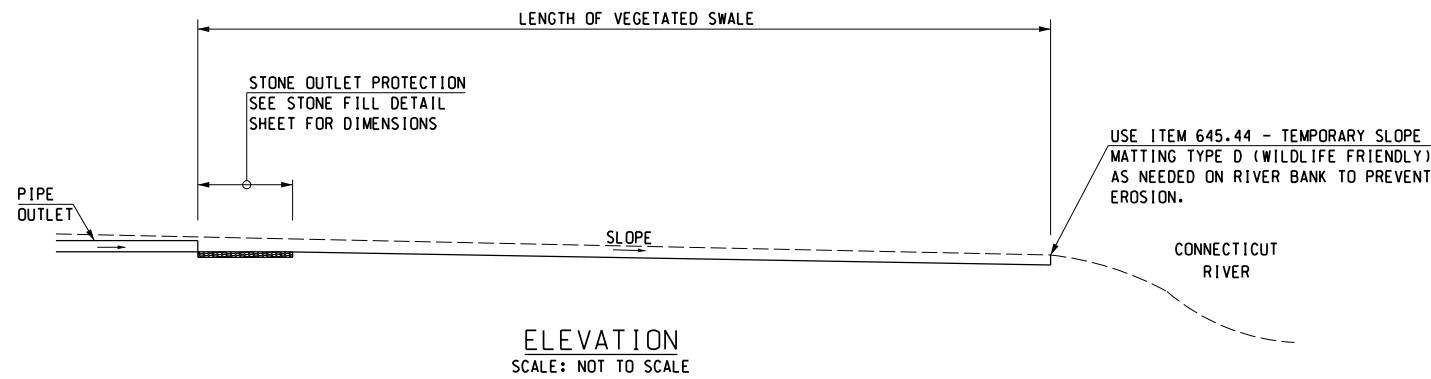 LENGTH OF VEGETATED SWALE
STONE OUTLET PROTECTION
SEE STONE FILL DETAIL
SHEET FOR DIMENSIONS
USE ITEM 645.44 - TEMPORARY SLOPE
MATTING TYPE D (WILDLIFE FRIENDLY)
AS NEEDED ON RIVER BANK TO PREVENT
EROSION.
PIPE
OUTLET
SLOPE
CONNECTICUT
RIVER
ELEVATION
SCALE: NOT TO SCALE